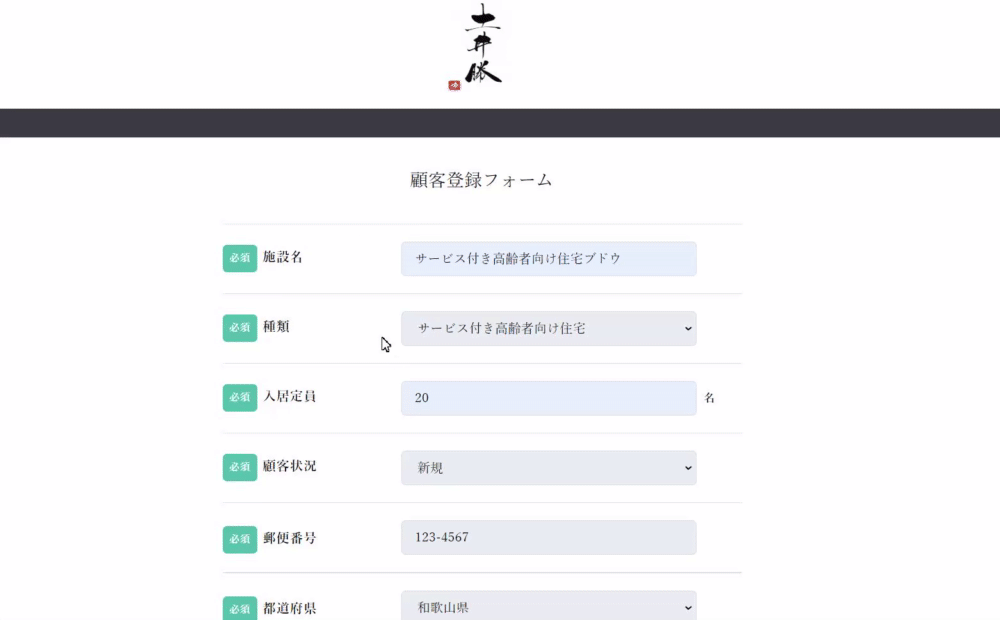 土井勝
顧客登録フォーム
必須 施設名 サービス付き高齢者向け住宅ブドウ
必須 種類 サービス付き高齢者向け住宅
必須 入居定員 20 名
必須 顧客状況 新規
必須 郵便番号 123-4567
必須 都道府県 和歌山県